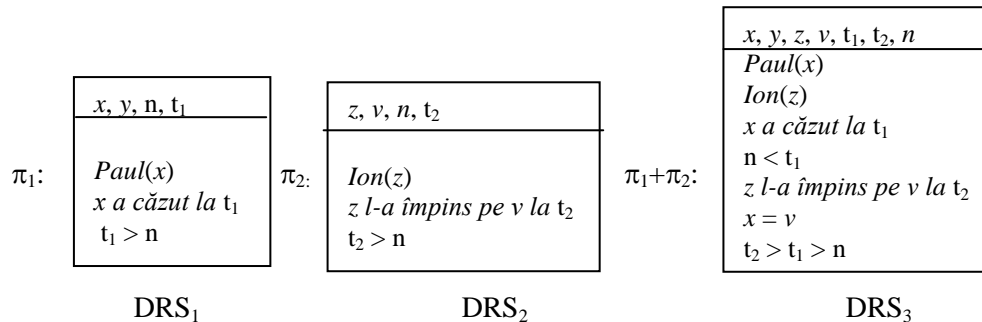 π₁:
x, y, n, t₁
Paul(x)
x a căzut la t₁
t₁ > n
DRS₁
π₂:
z, v, n, t₂
Ion(z)
z l-a împins pe v la t₂
t₂ > n
DRS₂
π₁+π₂:
x, y, z, v, t₁, t₂, n
Paul(x)
Ion(z)
x a căzut la t₁
n < t₁
z l-a împins pe v la t₂
x = v
t₂ > t₁ > n
DRS₃